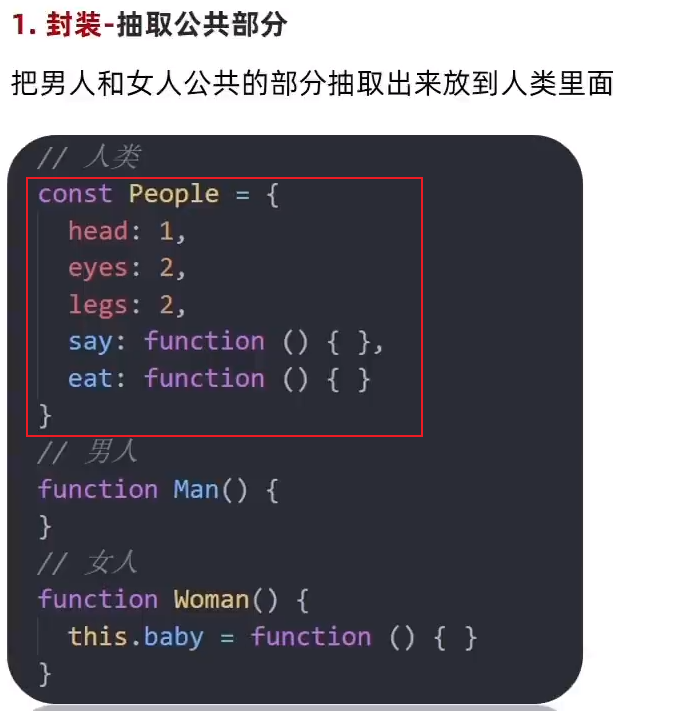 1. 封装-抽取公共部分
把男人和女人公共的部分抽取出来放到人类里面
// 人类
const People = {
head: 1,
eyes: 2,
legs: 2,
say: function () { },
eat: function () { }
}
// 男人
function Man() {
}
// 女人
function Woman() {
this.baby = function () { }
}